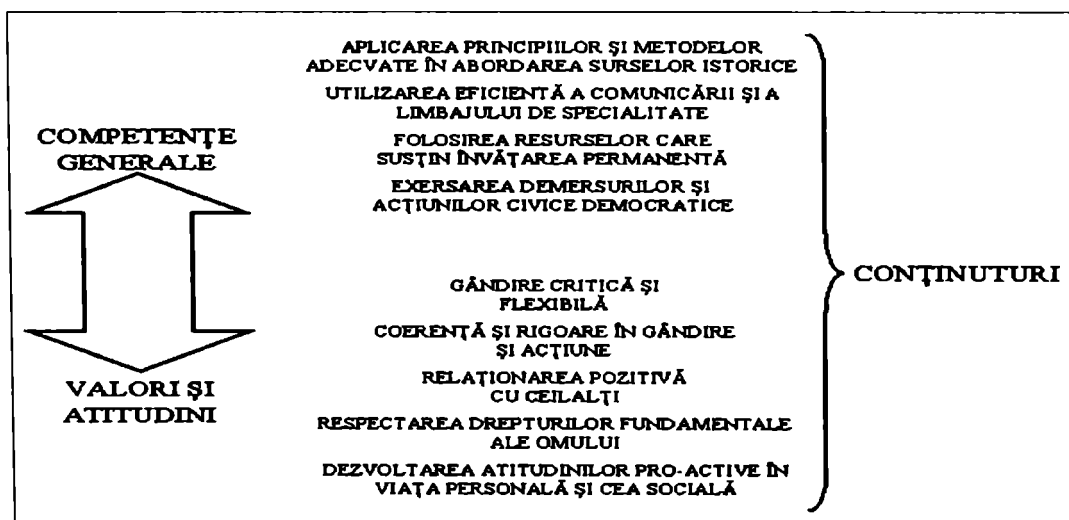 COMPETENŢE
GENERALE
VALORI ŞI
ATITUDINI
APLICAREA PRINCIPIILOR ŞI METODELOR
ADECVATE ÎN ABORDAREA SURSELOR ISTORICE
UTILIZAREA EFICIENTĂ A COMUNICĂRII ŞI A
LIMBAJULUI DE SPECIALITATE
FOLOSIREA RESURSELOR CARE
SUSŢIN ÎNVĂŢAREA PERMANENTĂ
EXERSAREA DEMERSURILOR ŞI
ACŢIUNILOR CIVICE DEMOCRATICE
GÂNDIRE CRITICĂ ŞI
FLEXIBILĂ
COERENŢĂ ŞI RIGOARE ÎN GÂNDIRE
ŞI ACŢIUNE
RELAŢIONAREA POZITIVĂ
CU CEILALŢI
RESPECTAREA DREPTURILOR FUNDAMENTALE
ALE OMULUI
DEZVOLTAREA ATITUDINILOR PRO-ACTIVE ÎN
VIAŢA PERSONALĂ ŞI CEA SOCIALĂ
CONŢINUTURI